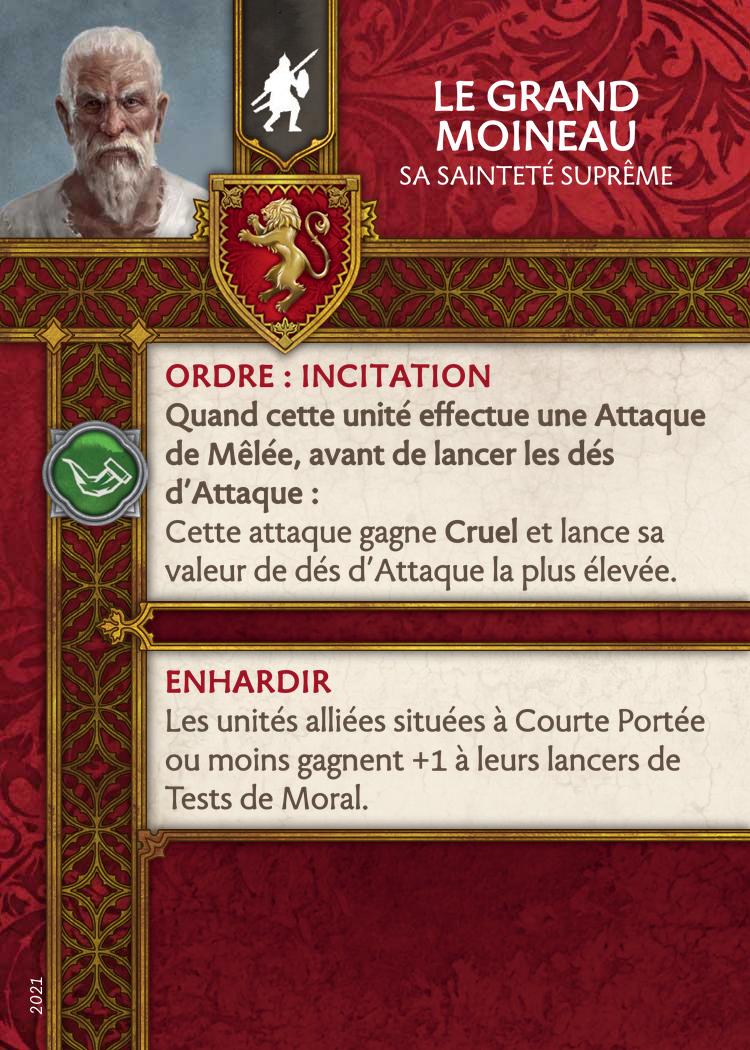 LE GRAND
MOINEAU
SA SAINTETÉ SUPRÊME
ORDRE : INCITATION
Quand cette unité effectue une Attaque
de Mêlée, avant de lancer les dés
d'Attaque :
Cette attaque gagne Cruel et lance sa
valeur de dés d'Attaque la plus élevée.
ENHARDIR
Les unités alliées situées à Courte Portée
ou moins gagnent +1 à leurs lancers de
Tests de Moral.
2021